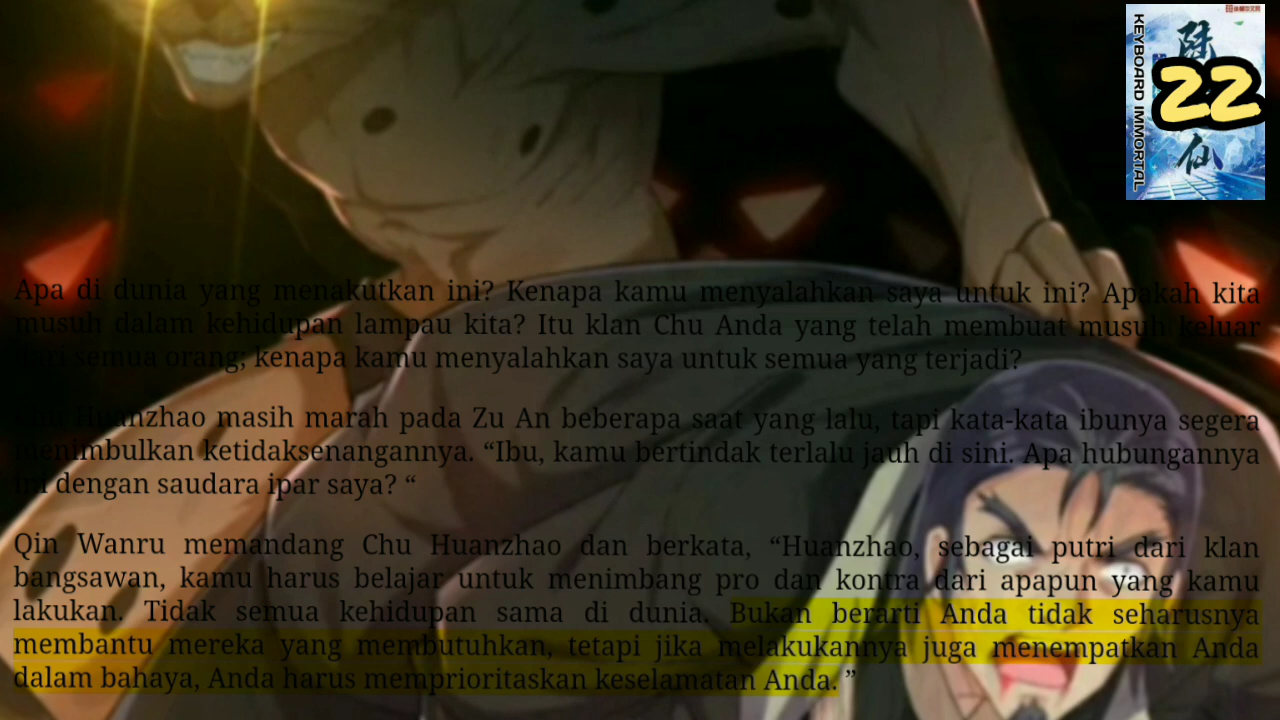 KEYBOARD IMMORTAL
22
仙
Apa di dunia yang menakutkan ini? Kenapa kamu menyalahkan saya untuk ini? Apakah kita
musuh dalam kehidupan lampau kita? Itu klan Chu Anda yang telah membuat musuh keluar
dari semua orang; kenapa kamu menyalahkan saya untuk semua yang terjadi?
Chu Huanzhao masih marah pada Zu An beberapa saat yang lalu, tapi kata-kata ibunya segera
menimbulkan ketidaksenangannya. “Ibu, kamu bertindak terlalu jauh di sini. Apa hubungannya
ini dengan saudara ipar saya? “
Qin Wanru memandang Chu Huanzhao dan berkata, “Huanzhao, sebagai putri dari klan
bangsawan, kamu harus belajar untuk menimbang pro dan kontra dari apapun yang kamu
lakukan. Tidak semua kehidupan sama di dunia. Bukan berarti Anda tidak seharusnya
membantu mereka yang membutuhkan, tetapi jika melakukannya juga menempatkan Anda
dalam bahaya, Anda harus memprioritaskan keselamatan Anda. ”